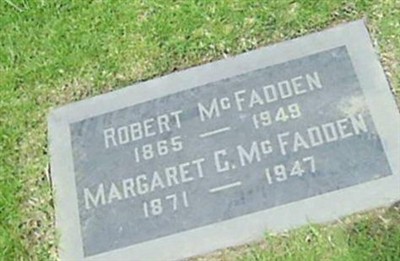 ROBERT MCFADDEN
1865 — 1949
MARGARET G. MCFADDEN
1871 — 1947